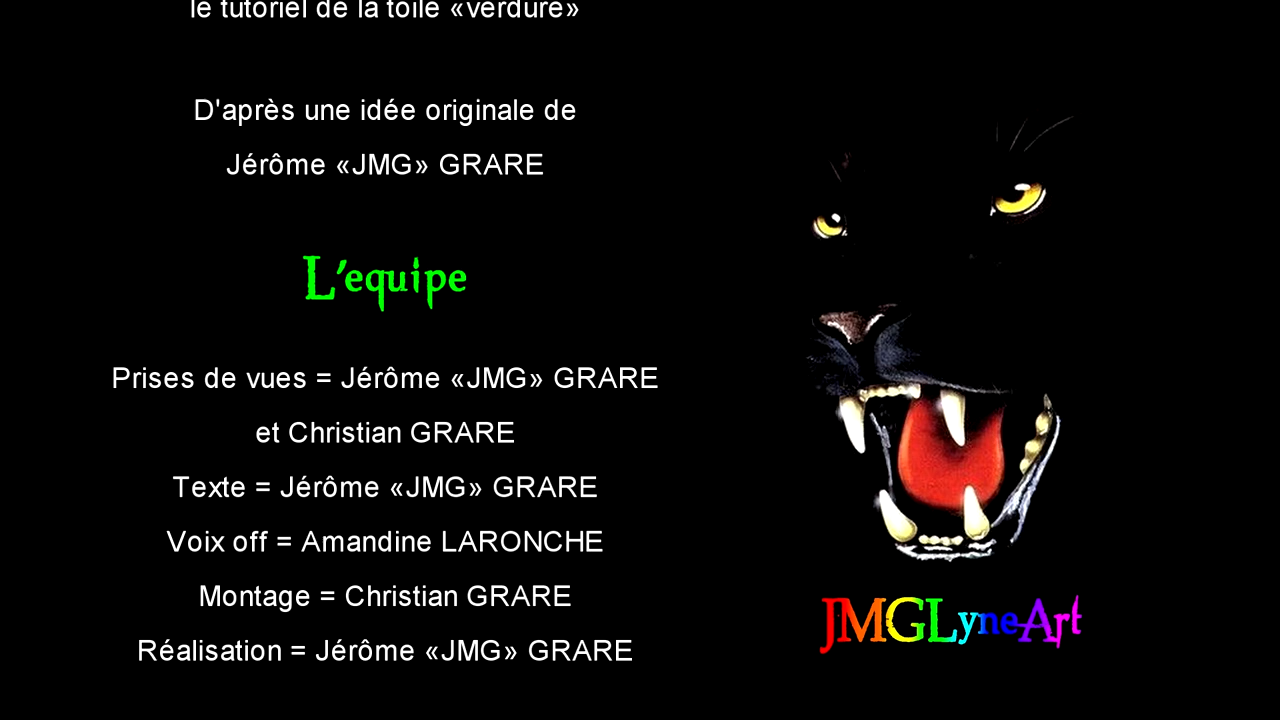 le tutoriel de la toile «verdure»
D'après une idée originale de
Jérôme «JMG» GRARE
L'equipe
Prises de vues = Jérôme «JMG» GRARE
et Christian GRARE
Texte = Jérôme «JMG» GRARE
Voix off = Amandine LARONCHE
Montage = Christian GRARE
Réalisation = Jérôme «JMG» GRARE
JMGLyne-Art